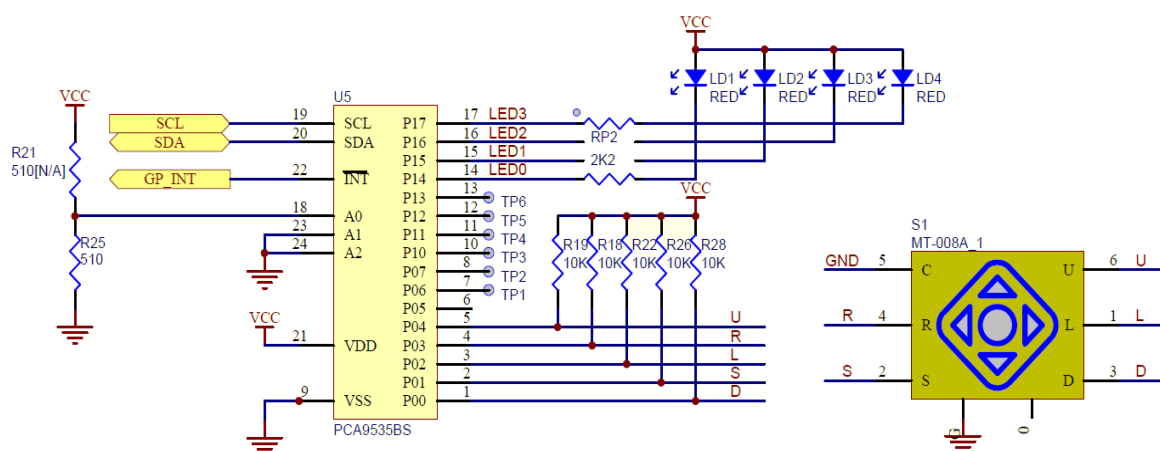 VCC
LD1 LD2 LD3 LD4
RED RED RED RED
VCC
U5
SCL 19 SCL P17 17 LED3
SDA 20 SDA P16 16 LED2 RP2
P15 15 LED1 2K2
R21
510[N/A]
GP_INT 22 INT P14 14 LED0
P13 13 TP6
VCC
18 A0 P12 12 TP5
23 A1 P11 11 TP4
24 A2 P10 10 TP3
P07 8 TP2
P06 7 TP1
P05 6
R25
510
R19 R18 R22 R26 R28
10K 10K 10K 10K 10K
VCC
P04 5 U
21 VDD P03 4 R
P02 3 L
P01 2 S
9 VSS P00 1 D
PCA9535BS
S1
MT-008A_1
GND 5 C U 6 U
R 4 R L 1 L
S 2 S D 3 D
G 0